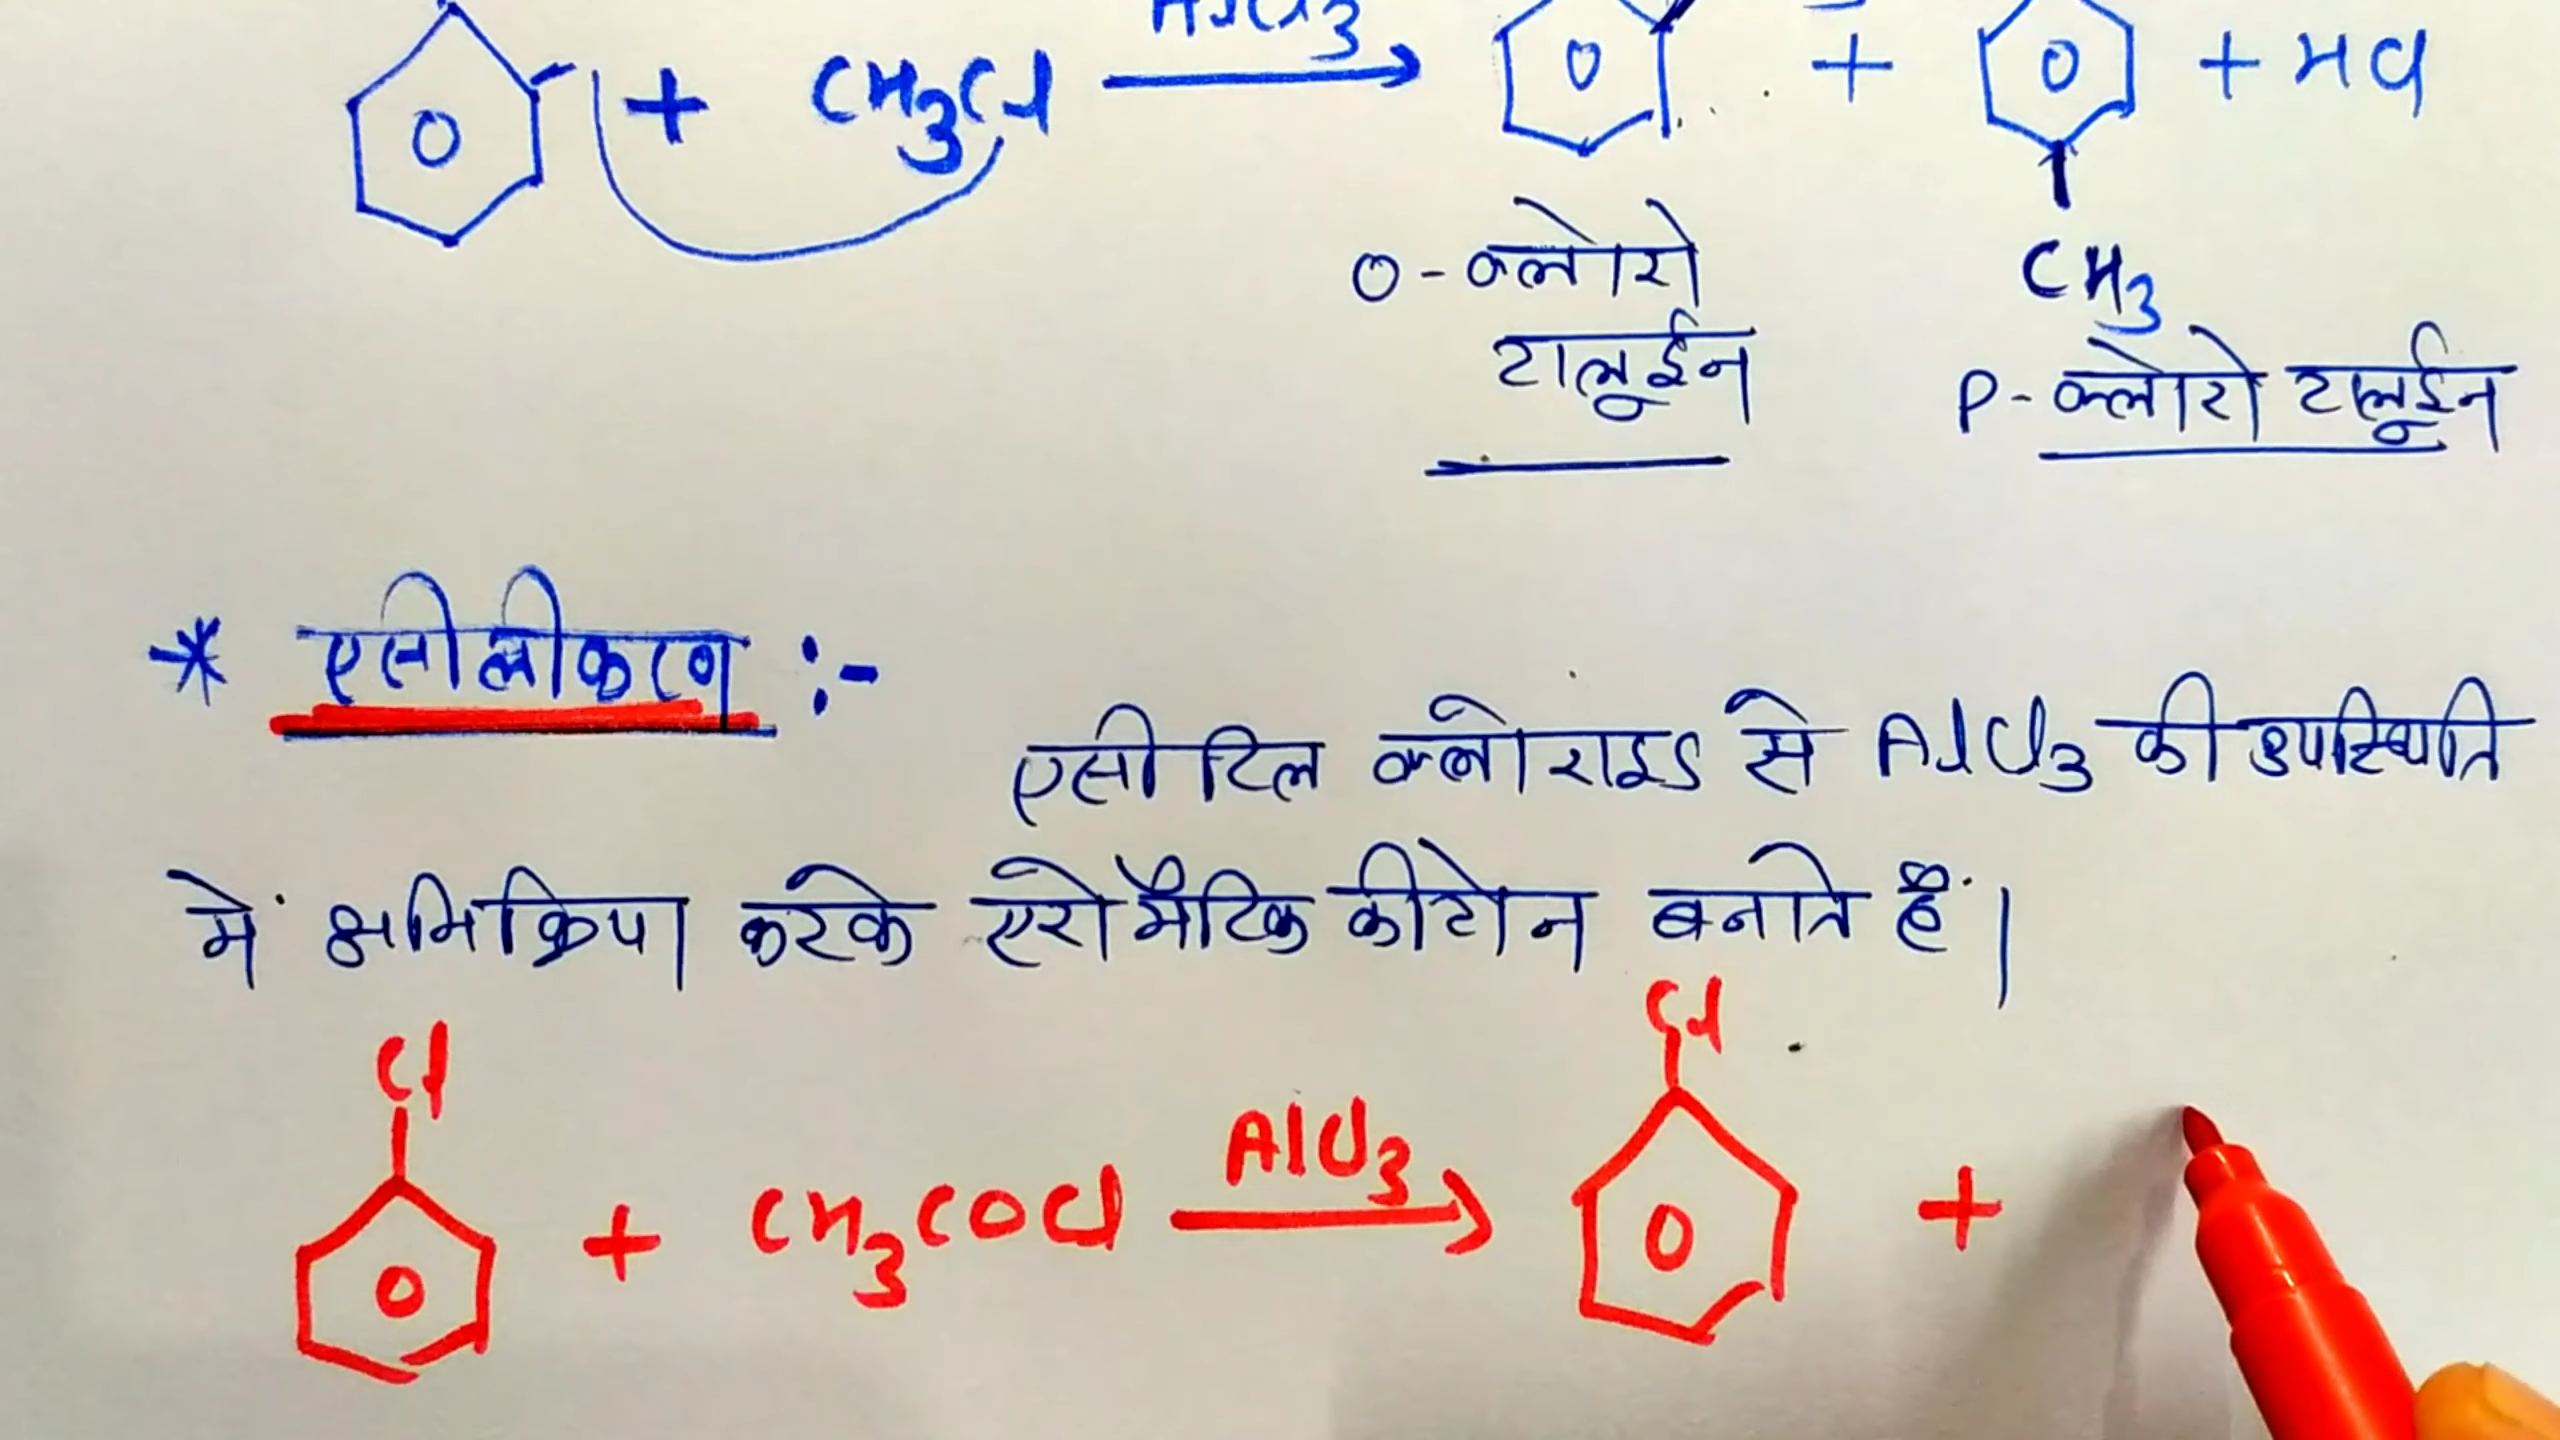 + CH3Cl AlCl3 + + HCl
CH3
O-क्लोरो
टालूईन
P-क्लोरो टालूईन
* एसीलीकरण :-
एसीटिल क्लोराइड से AlCl3 की उपस्थिति
में अभिक्रिया करके एरोमैटिक कीटोन बनाते हैं।
Cl Cl
+ CH3COCl AlCl3 +